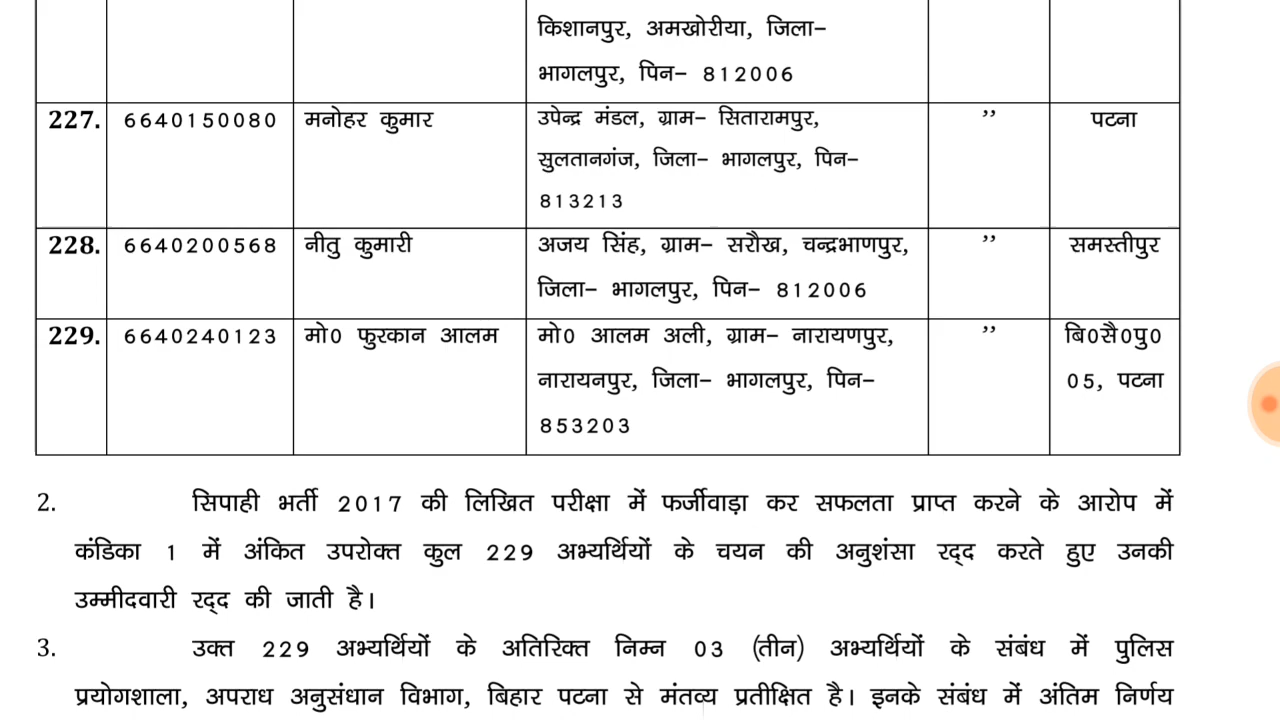 किशानपुर, अमखोरीया, जिला-
भागलपुर, पिन- 812006
227. 6640150080 मनोहर कुमार उपेन्द्र मंडल, ग्राम- सितारामपुर, ” पटना
सुलतानगंज, जिला- भागलपुर, पिन-
813213
228. 6640200568 नीतु कुमारी अजय सिंह, ग्राम- सरौख, चन्द्रभाणपुर, ” समस्तीपुर
जिला- भागलपुर, पिन- 812006
229. 6640240123 मो0 फुरकान आलम मो0 आलम अली, ग्राम- नारायणपुर, ” बि0सै0पु0
नारायनपुर, जिला- भागलपुर, पिन- 05, पटना
853203
2. सिपाही भर्ती 2017 की लिखित परीक्षा में फर्जीवाड़ा कर सफलता प्राप्त करने के आरोप में
कंडिका 1 में अंकित उपरोक्त कुल 229 अभ्यर्थियों के चयन की अनुशंसा रद्द करते हुए उनकी
उम्मीदवारी रद्द की जाती है।
3. उक्त 229 अभ्यर्थियों के अतिरिक्त निम्न 03 (तीन) अभ्यर्थियों के संबंध में पुलिस
प्रयोगशाला, अपराध अनुसंधान विभाग, बिहार पटना से मंतव्य प्रतीक्षित है। इनके संबंध में अंतिम निर्णय